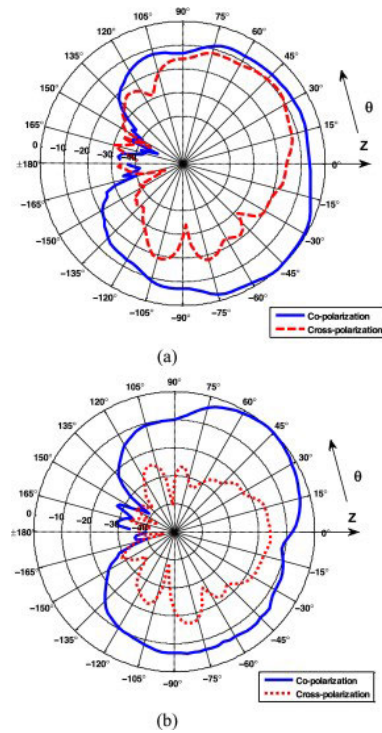 90°
105° 75°
120° 60°
135° 45°
150° 30°
θ
165° 15°
0 −10 −20 −30 −40 Z
±180° 0°
−165° −15°
−150° −30°
−135° −45°
−120° −60°
−105° −75°
−90°
Co-polarization
Cross-polarization
(a)
90°
105° 75°
120° 60°
135° 45°
150° 30°
θ
165° 15°
0 −10 −20 −30 −40 Z
±180° 0°
−165° −15°
−150° −30°
−135° −45°
−120° −60°
−105° −75°
−90°
Co-polarization
Cross-polarization
(b)